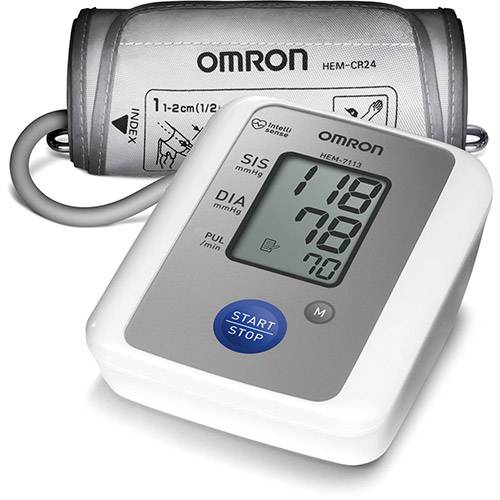 OMRON
HEM-CR24
INDEX
1 1-2cm (1/2
intelli
sense
OMRON
HEM-7113
SIS
mmHg
118
DIA
mmHg
78
PUL
/min
70
START
STOP
M